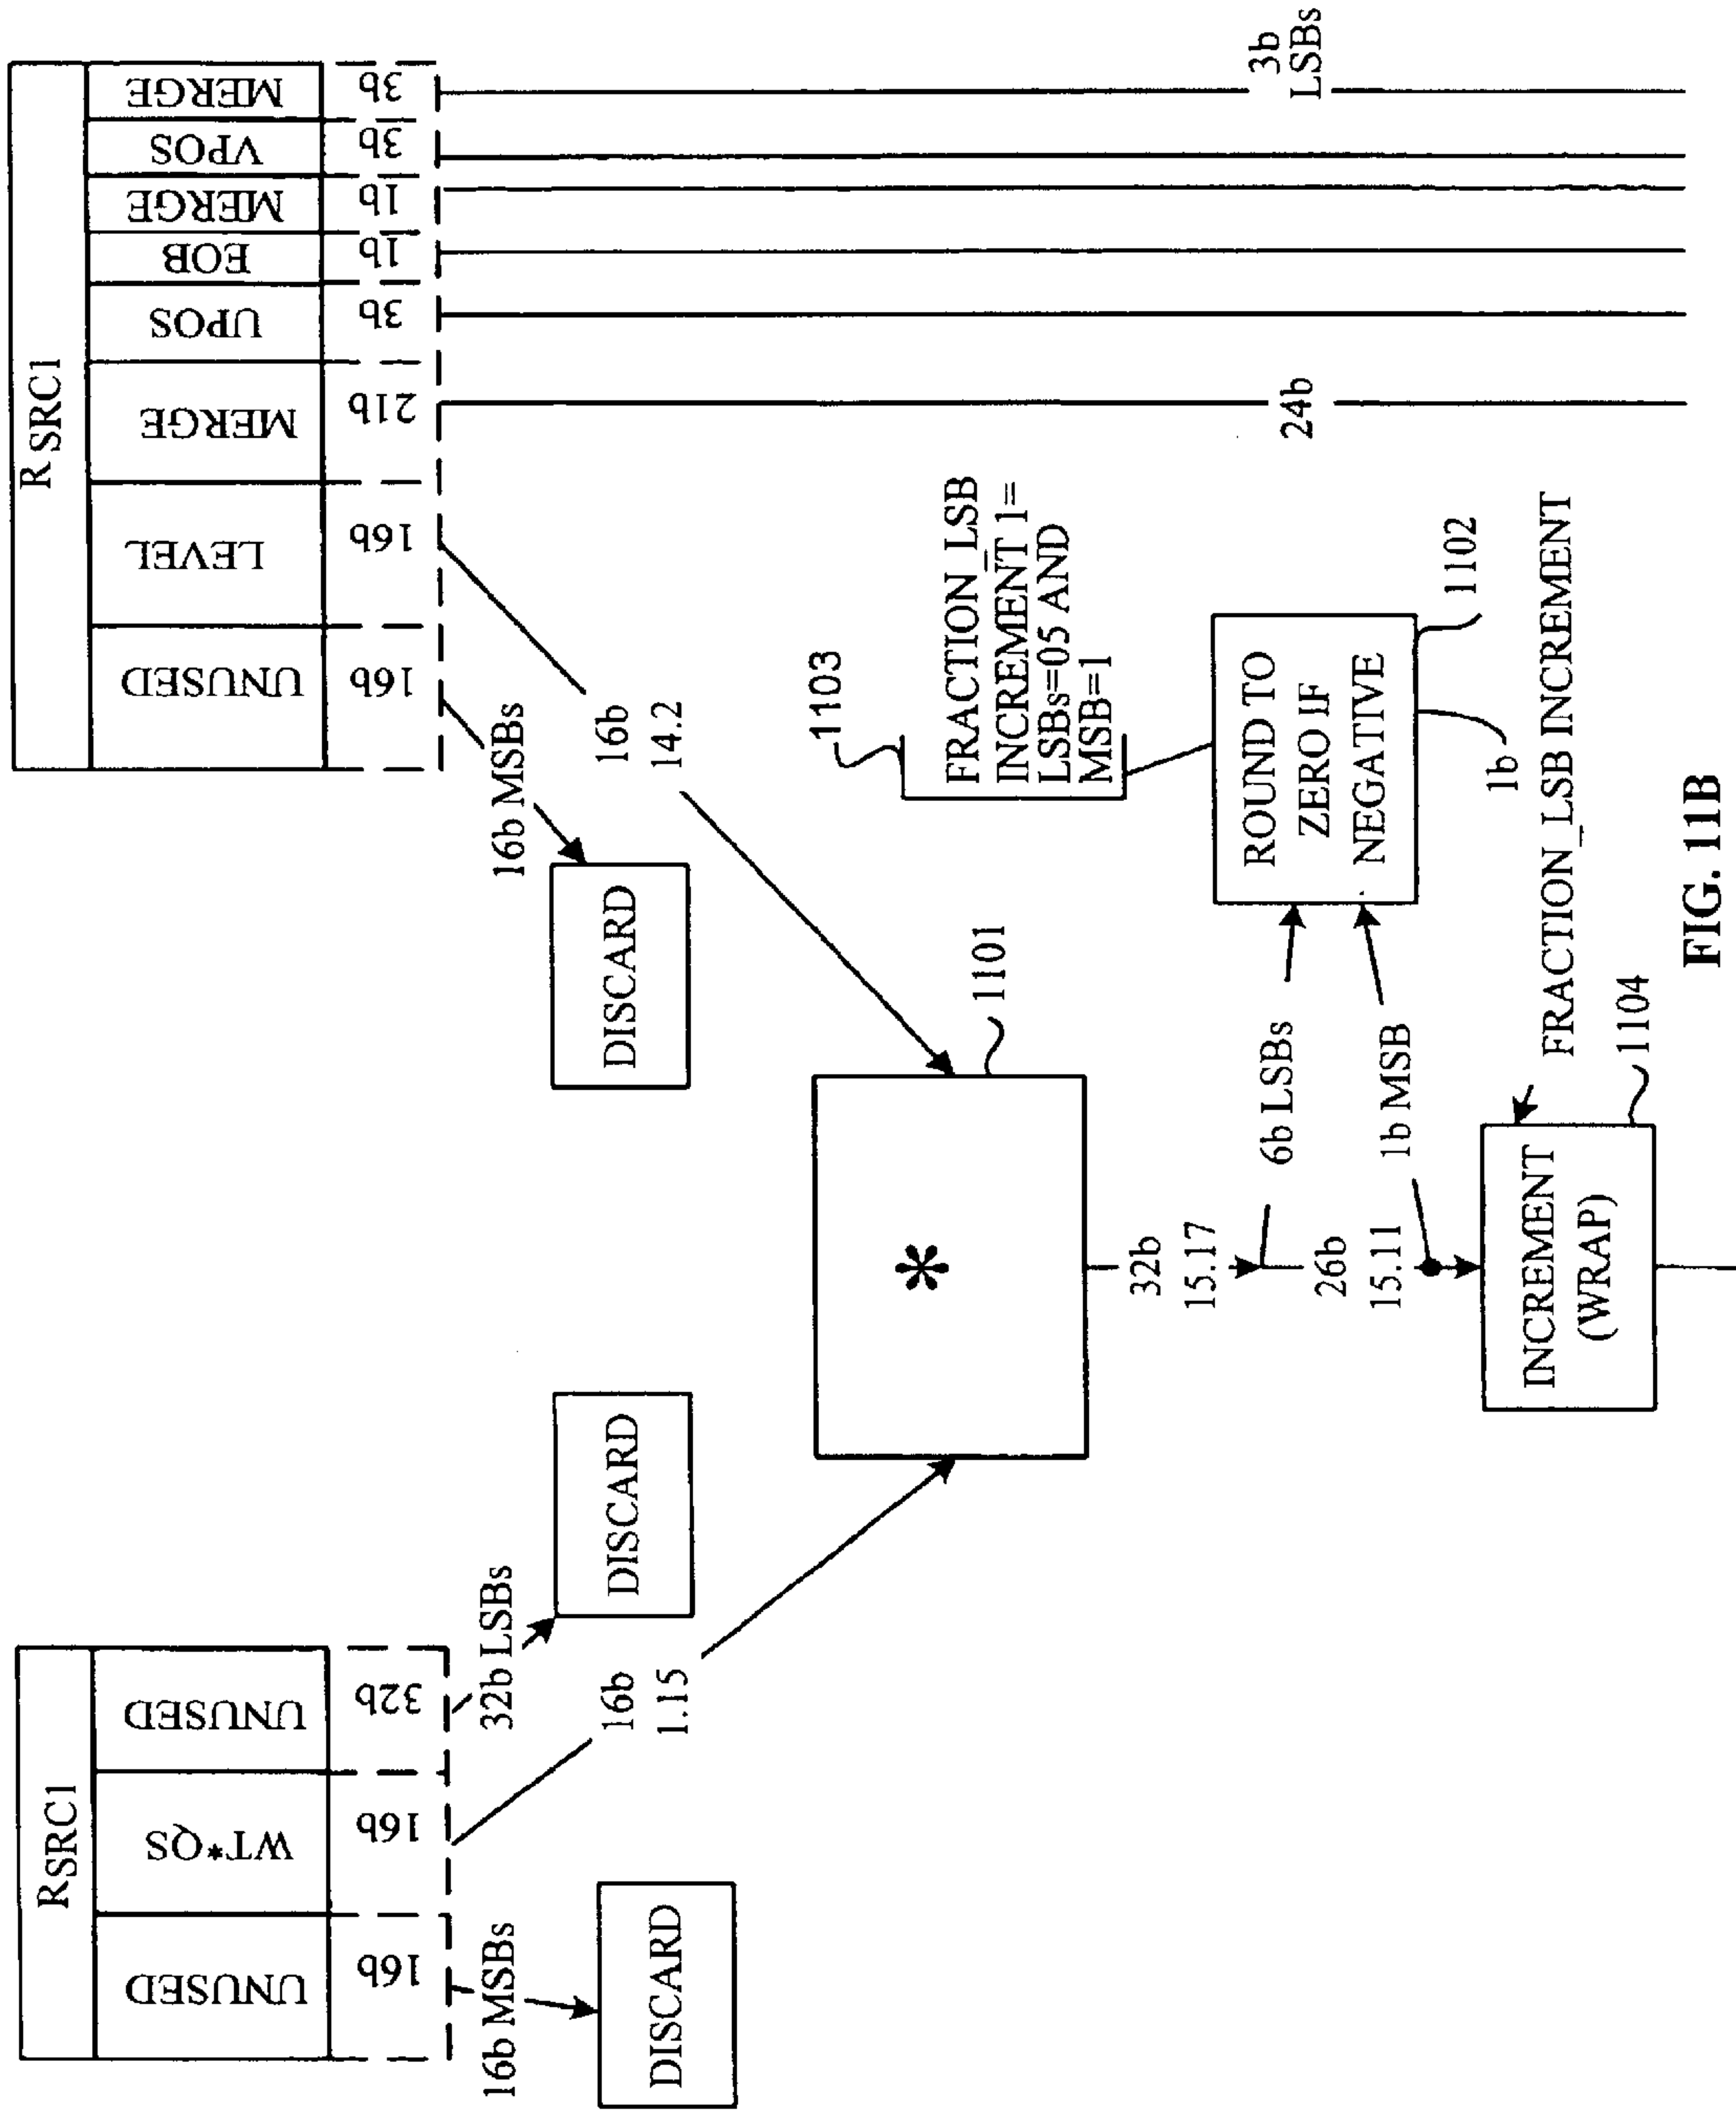 RSRC1
UNUSED
WT*QS
UNUSED
16b
16b
32b
R SRC1
UNUSED
LEVEL
MERGE
UPOS
EOB
MERGE
VPOS
MERGE
16b
16b
21b
3b
1b
1b
3b
3b
16b MSBs
32b LSBs
16b MSBs
DISCARD
DISCARD
DISCARD
16b
1.15
16b
14.2
*
1101
24b
3b
LSBs
32b
15.17
6b LSBs
26b
15.11
1b MSB
1103
FRACTION_LSB
INCREMENT 1=
LSBs=05 AND
MSB=1
ROUND TO
ZERO IF
NEGATIVE
1102
1b
INCREMENT
(WRAP)
FRACTION_LSB INCREMENT
1104
FIG. 11B